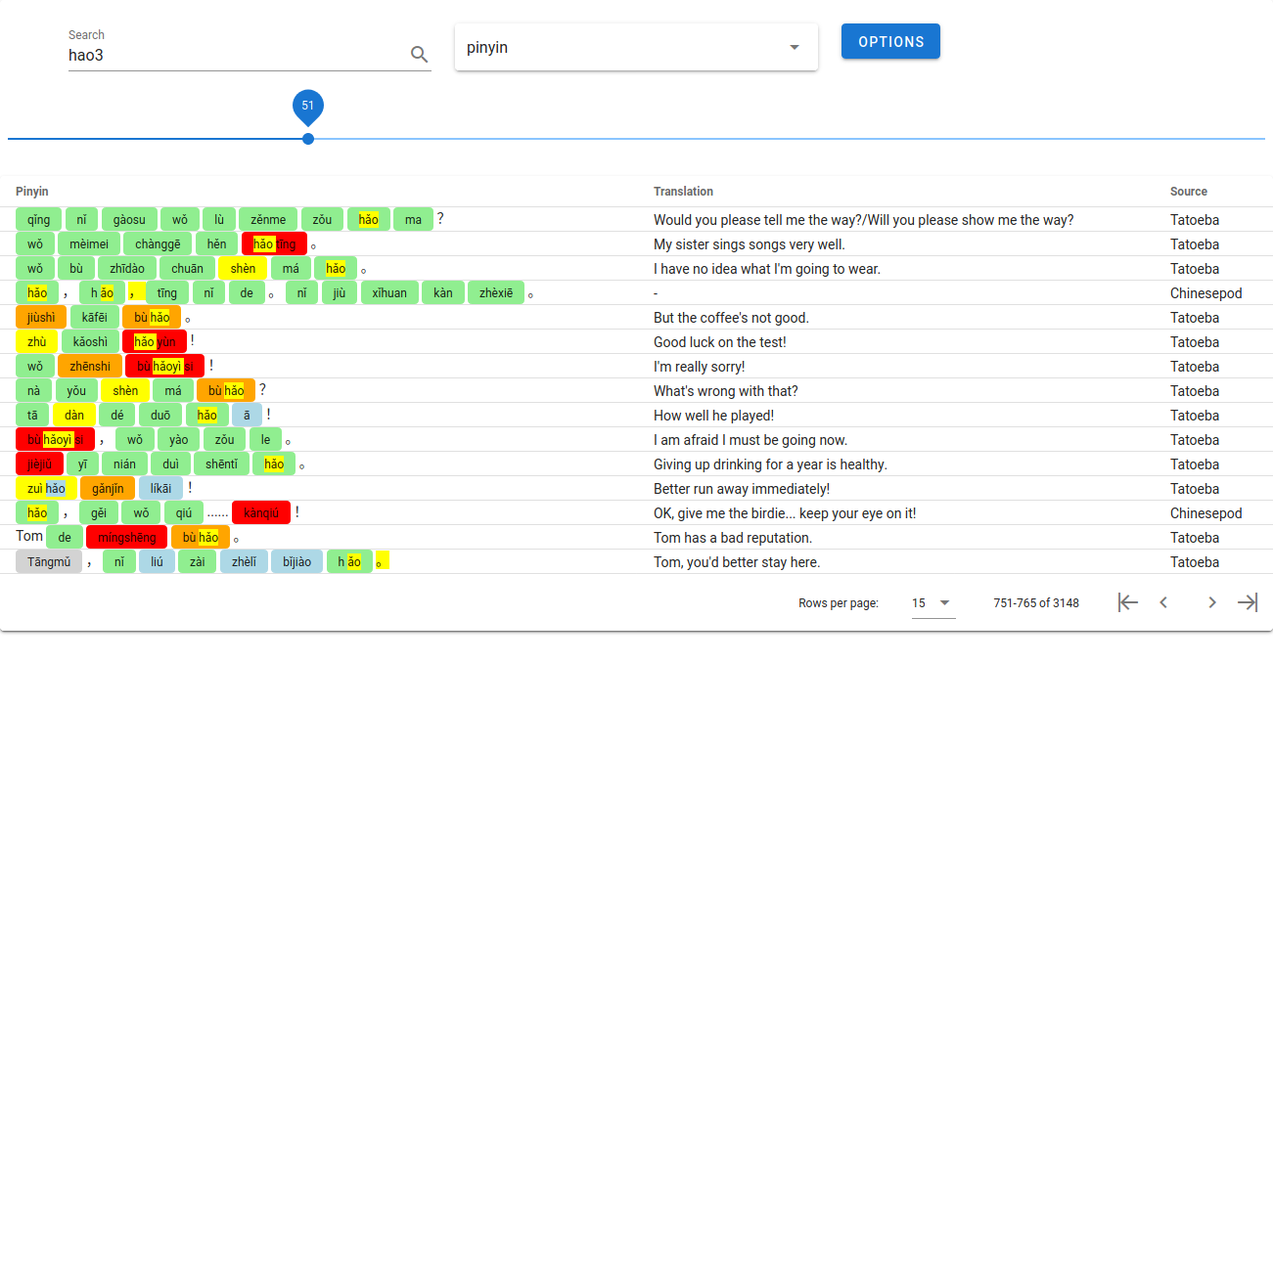 Search
hao3
pinyin
OPTIONS
51
Pinyin Translation Source
qǐng nǐ gàosu wǒ lù zěnme zǒu hǎo ma ? Would you please tell me the way?/Will you please show me the way? Tatoeba
wǒ mèimei chànggē hěn hǎo tīng 。 My sister sings songs very well. Tatoeba
wǒ bù zhīdào chuān shèn má hǎo 。 I have no idea what I'm going to wear. Tatoeba
hǎo ， h ǎo ， tīng nǐ de 。 nǐ jiù xǐhuan kàn zhèxiē 。 - Chinesepod
jiùshì kāfēi bù hǎo 。 But the coffee's not good. Tatoeba
zhù kǎoshì hǎo yùn ! Good luck on the test! Tatoeba
wǒ zhēnshi bù hǎoyì si ! I'm really sorry! Tatoeba
nà yǒu shèn má bù hǎo ? What's wrong with that? Tatoeba
tā dàn dé duō hǎo ā ! How well he played! Tatoeba
bù hǎoyì si ， wǒ yào zǒu le 。 I am afraid I must be going now. Tatoeba
jièjiǔ yī nián duì shēntǐ hǎo 。 Giving up drinking for a year is healthy. Tatoeba
zuì hǎo gǎnjǐn líkāi ! Better run away immediately! Tatoeba
hǎo ， gěi wǒ qiú ...... kànqiú ! OK, give me the birdie... keep your eye on it! Chinesepod
Tom de míngshēng bù hǎo 。 Tom has a bad reputation. Tatoeba
Tāngmǔ ， nǐ liú zài zhèlǐ bǐjiào h ǎo 。 Tom, you'd better stay here. Tatoeba
Rows per page: 15 751-765 of 3148